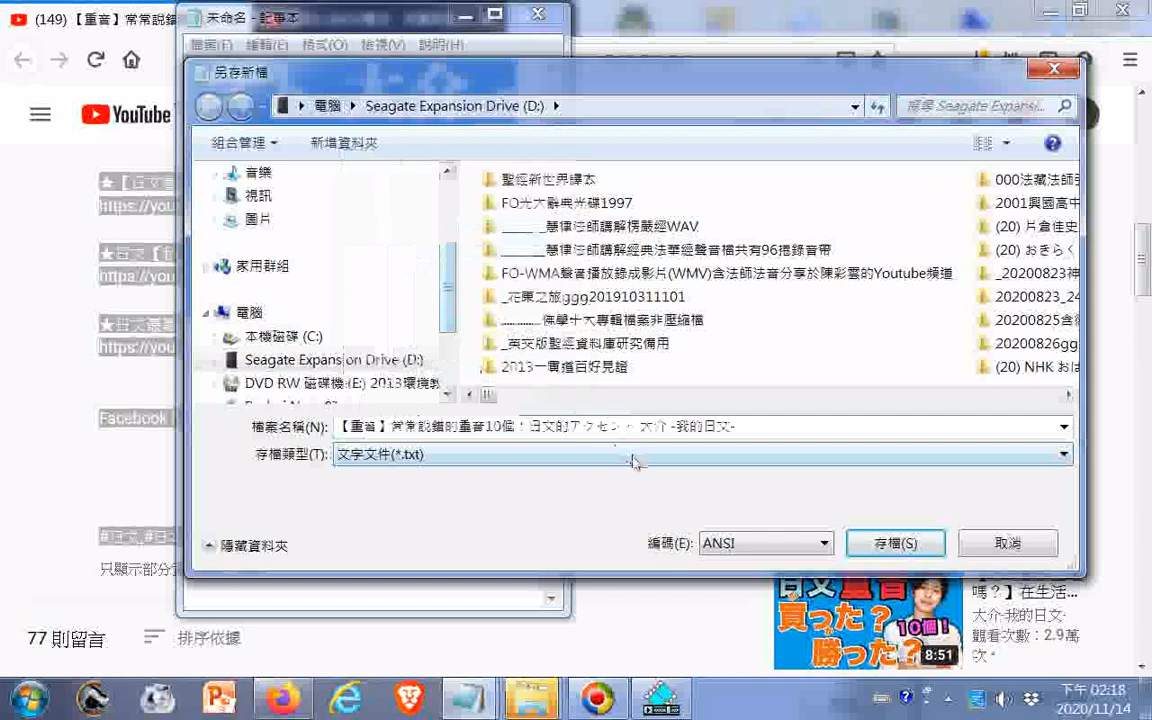 (149)【重音】常常說錯
未命名 - 記事本
檔案(F) 編輯(E) 格式(O) 檢視(V) 說明(H)
另存新檔
電腦 Seagate Expansion Drive (D:)
搜尋 Seagate Expansi...
YouTube
組合管理 新增資料夾
音樂
視訊
圖片
家用群組
電腦
本機磁碟 (C:)
Seagate Expansion Drive (D:)
DVD RW 磁碟機 (E:) 2013環境教
聖經新世界譯本
FO光大辭典光碟1997
慧律法師講解楞嚴經WAV
慧律法師講解經典法華經聲音檔共有96捲錄音帶
FO-WMA聲音播放錄成影片(WMV)含法師法音分享於陳彩雲的Youtube頻道
_花東之旅ggg201910311101
佛學十大專輯檔案非壓縮檔
_英文版聖經資料庫研究備用
2013一貫道百好見證
000法藏法師
2001興國高中
(20) 片倉佳史
(20) おきらく
_20200823神
20200823_24
20200825含
20200826gg
(20) NHK おは
★【日文
https://you
★日文【
https://you
https://you
Facebook
檔案名稱(N): 【重音】常常說錯的重音10個！日文的アクセント 大介 -我的日文-
存檔類型(T): 文字文件(*.txt)
隱藏資料夾
編碼(E): ANSI 存檔(S) 取消
#日文 #日
只顯示部分
77 則留言 排序依據
日文重音
買った？
勝った？
10個!
8:51
嗎？】在生活...
大介-我的日文-
觀看次數：2.9萬
次・
下午 02:18
2020/11/14